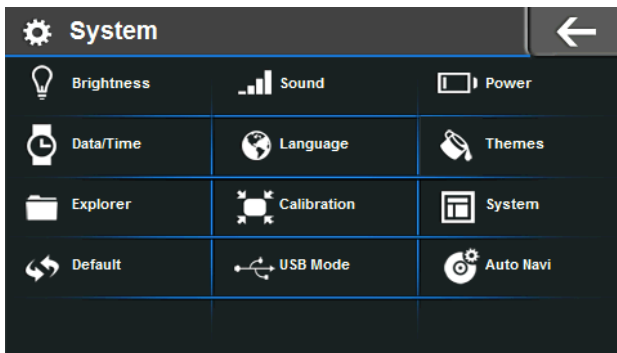 System
Brightness
Sound
Power
Data/Time
Language
Themes
Explorer
Calibration
System
Default
USB Mode
Auto Navi